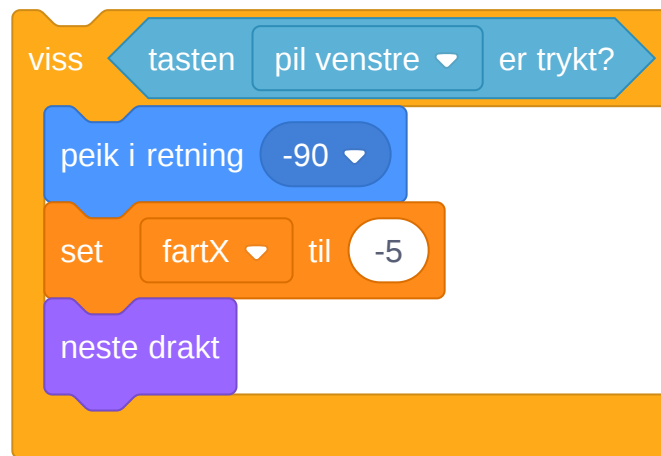 viss tasten pil venstre er trykt?
peik i retning -90
set fartX til -5
neste drakt